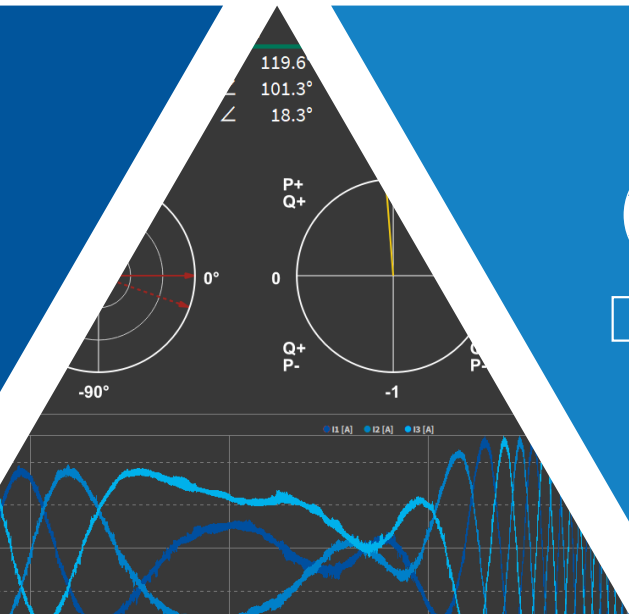 119.6
∠ 101.3°
∠ 18.3°
P+
Q+
0°
0
Q+
P-
P-
-90°
-1
I1 [A] I2 [A] I3 [A]